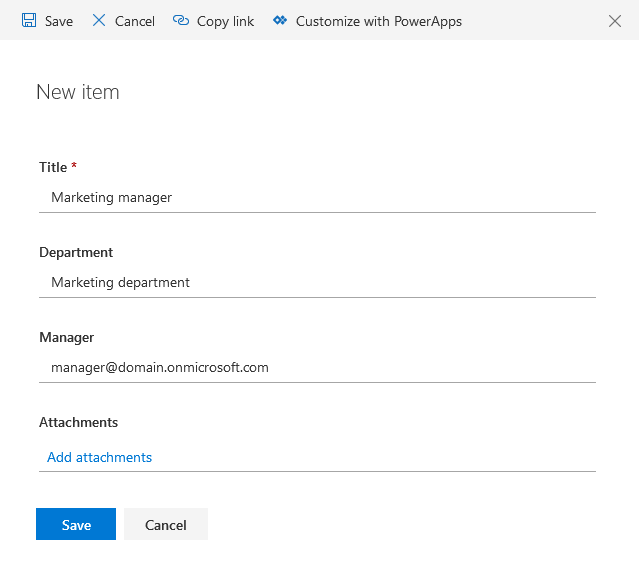 Save Cancel Copy link Customize with PowerApps
New item
Title *
Marketing manager
Department
Marketing department
Manager
manager@domain.onmicrosoft.com
Attachments
Add attachments
Save Cancel